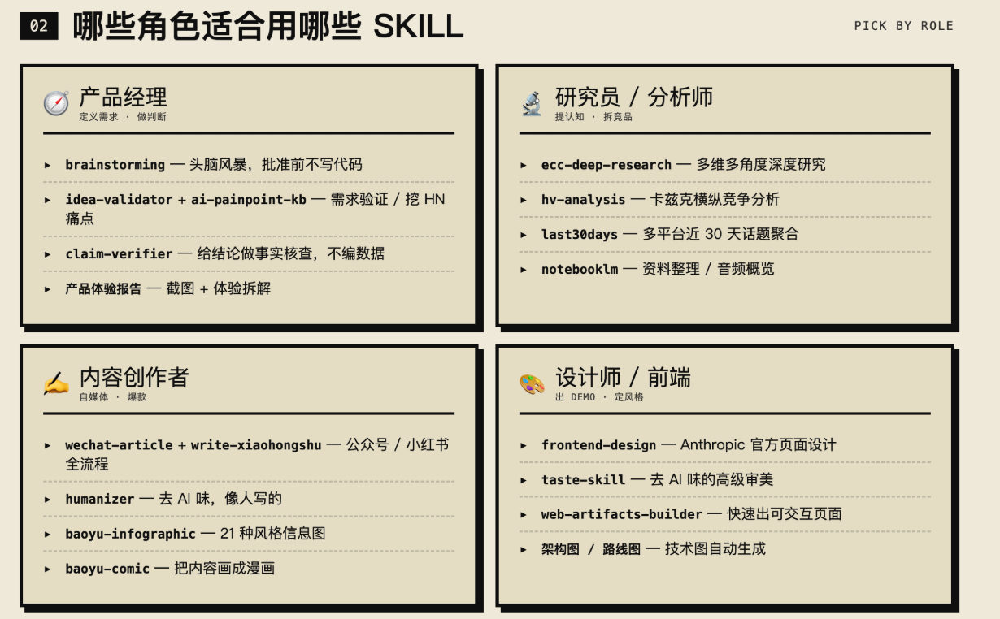 02 哪些角色适合用哪些 SKILL
PICK BY ROLE
产品经理
定义需求 · 做判断
▸ brainstorming — 头脑风暴，批准前不写代码
▸ idea-validator + ai-painpoint-kb — 需求验证 / 挖 HN
痛点
▸ claim-verifier — 给结论做事实核查，不编数据
▸ 产品体验报告 — 截图 + 体验拆解
研究员 / 分析师
提认知 · 拆竞品
▸ ecc-deep-research — 多维多角度深度研究
▸ hv-analysis — 卡兹克横纵竞争分析
▸ last30days — 多平台近 30 天话题聚合
▸ notebooklm — 资料整理 / 音频概览
内容创作者
自媒体 · 爆款
▸ wechat-article + write-xiaohongshu — 公众号 / 小红书
全流程
▸ humanizer — 去 AI 味，像人写的
▸ baoyu-infographic — 21 种风格信息图
▸ baoyu-comic — 把内容画成漫画
设计师 / 前端
出 DEMO · 定风格
▸ frontend-design — Anthropic 官方页面设计
▸ taste-skill — 去 AI 味的高级审美
▸ web-artifacts-builder — 快速出可交互页面
▸ 架构图 / 路线图 — 技术图自动生成